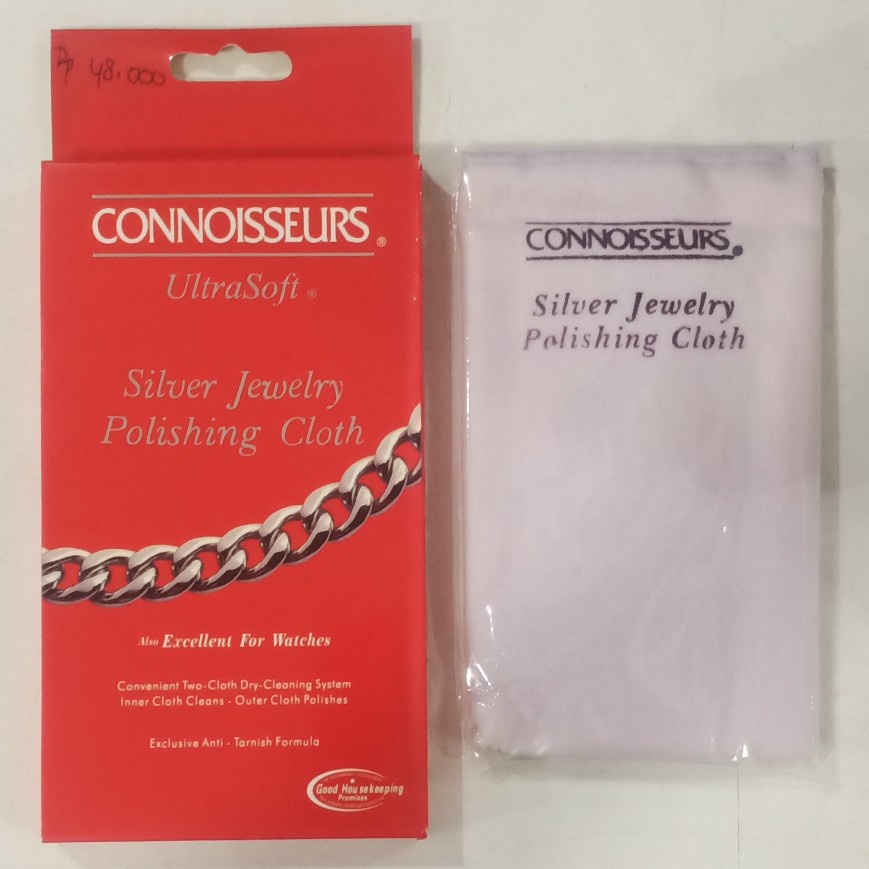 Rp 48.000
CONNOISSEURS®
UltraSoft®
Silver Jewelry
Polishing Cloth
Also Excellent For Watches
Convenient Two-Cloth Dry-Cleaning System
Inner Cloth Cleans - Outer Cloth Polishes
Exclusive Anti - Tarnish Formula
Good Housekeeping
Promises
CONNOISSEURS®
Silver Jewelry
Polishing Cloth